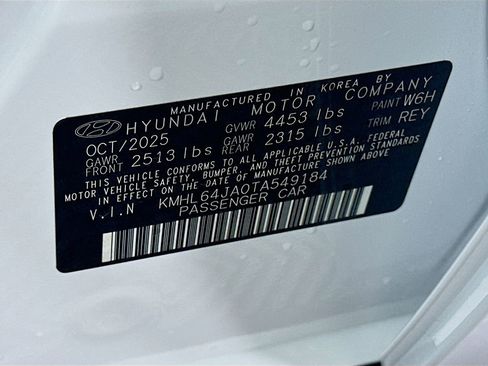 MANUFACTURED IN KOREA BY
HYUNDAI MOTOR COMPANY
OCT/2025 GVWR 4453 lbs PAINT W6H
GAWR FRONT 2513 lbs GAWR REAR 2315 lbs TRIM REY
THIS VEHICLE CONFORMS TO ALL APPLICABLE U.S.A. FEDERAL
MOTOR VEHICLE SAFETY, BUMPER, AND THEFT PREVENTION STANDARDS
IN EFFECT ON THE DATE OF MANUFACTURE SHOWN ABOVE.
V.I.N KMHL64JA0TA549184
PASSENGER CAR